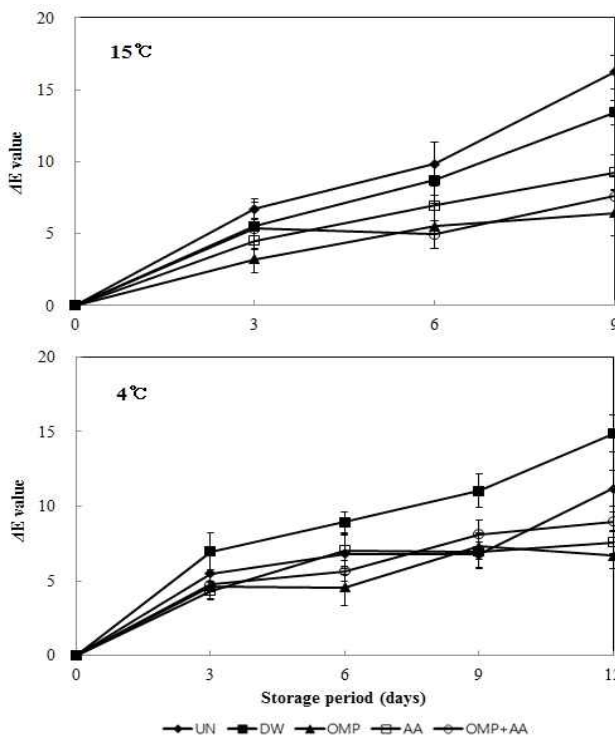 20
15℃
15
10
ΔE value
5
0
0 3 6 9
20
4℃
15
10
ΔE value
5
0
0 3 6 9 12
Storage period (days)
UN DW OMP AA OMP+AA